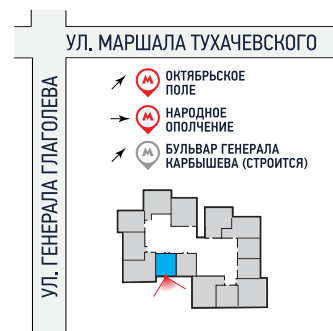 УЛ. МАРШАЛА ТУХАЧЕВСКОГО
УЛ. ГЕНЕРАЛА ГЛАГОЛЕВА
М ОКТЯБРЬСКОЕ
ПОЛЕ
М НАРОДНОЕ
ОПОЛЧЕНИЕ
М БУЛЬВАР ГЕНЕРАЛА
КАРБЫШЕВА (СТРОИТСЯ)